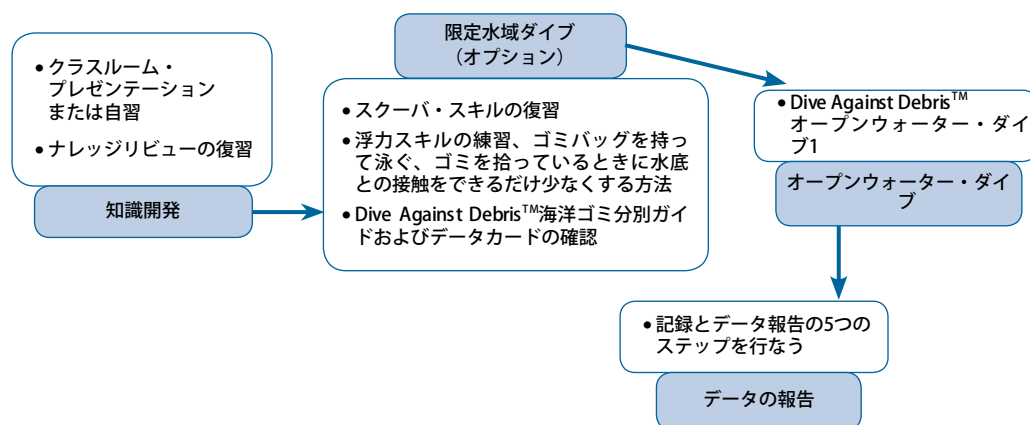 • クラスルーム・
プレゼンテーション
または自習
• ナレッジリビューの復習
知識開発
限定水域ダイブ
（オプション）
• スクーバ・スキルの復習
• 浮力スキルの練習、ゴミバッグを持っ
て泳ぐ、ゴミを拾っているときに水底
との接触をできるだけ少なくする方法
• Dive Against Debris™海洋ゴミ分別ガイ
ドおよびデータカードの確認
• Dive Against Debris™
オープンウォーター・ダイ
ブ1
オープンウォーター・ダイ
ブ
• 記録とデータ報告の5つの
ステップを行なう
データの報告